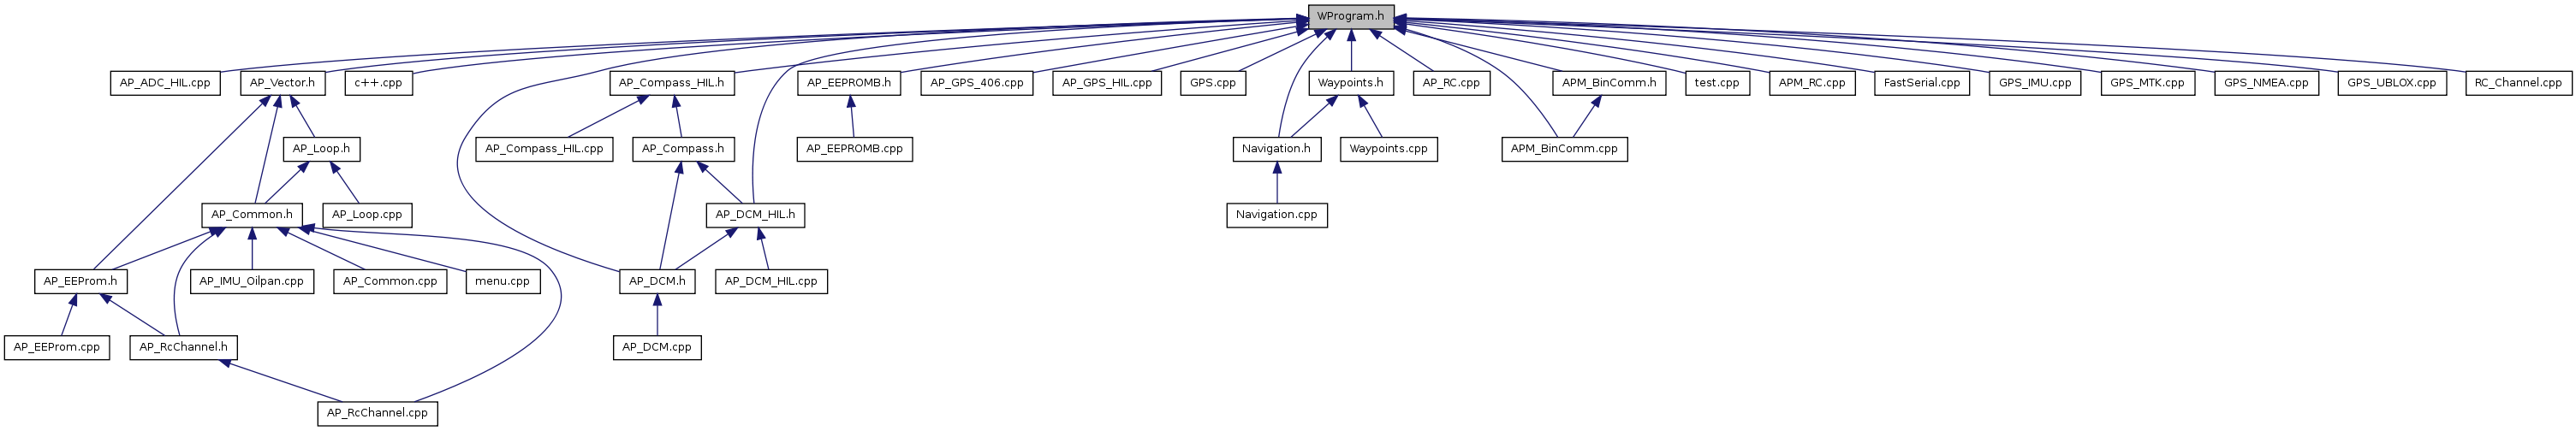 WProgram.h
AP_ADC_HIL.cpp
AP_Vector.h
c++.cpp
AP_Compass_HIL.h
AP_EEPROMB.h
AP_GPS_406.cpp
AP_GPS_HIL.cpp
GPS.cpp
Waypoints.h
AP_RC.cpp
APM_BinComm.h
test.cpp
APM_RC.cpp
FastSerial.cpp
GPS_IMU.cpp
GPS_MTK.cpp
GPS_NMEA.cpp
GPS_UBLOX.cpp
RC_Channel.cpp
AP_Loop.h
AP_Compass_HIL.cpp
AP_Compass.h
AP_EEPROMB.cpp
Navigation.h
Waypoints.cpp
APM_BinComm.cpp
AP_Common.h
AP_Loop.cpp
AP_DCM_HIL.h
Navigation.cpp
AP_EEProm.h
AP_IMU_Oilpan.cpp
AP_Common.cpp
menu.cpp
AP_DCM.h
AP_DCM_HIL.cpp
AP_EEProm.cpp
AP_RcChannel.h
AP_DCM.cpp
AP_RcChannel.cpp